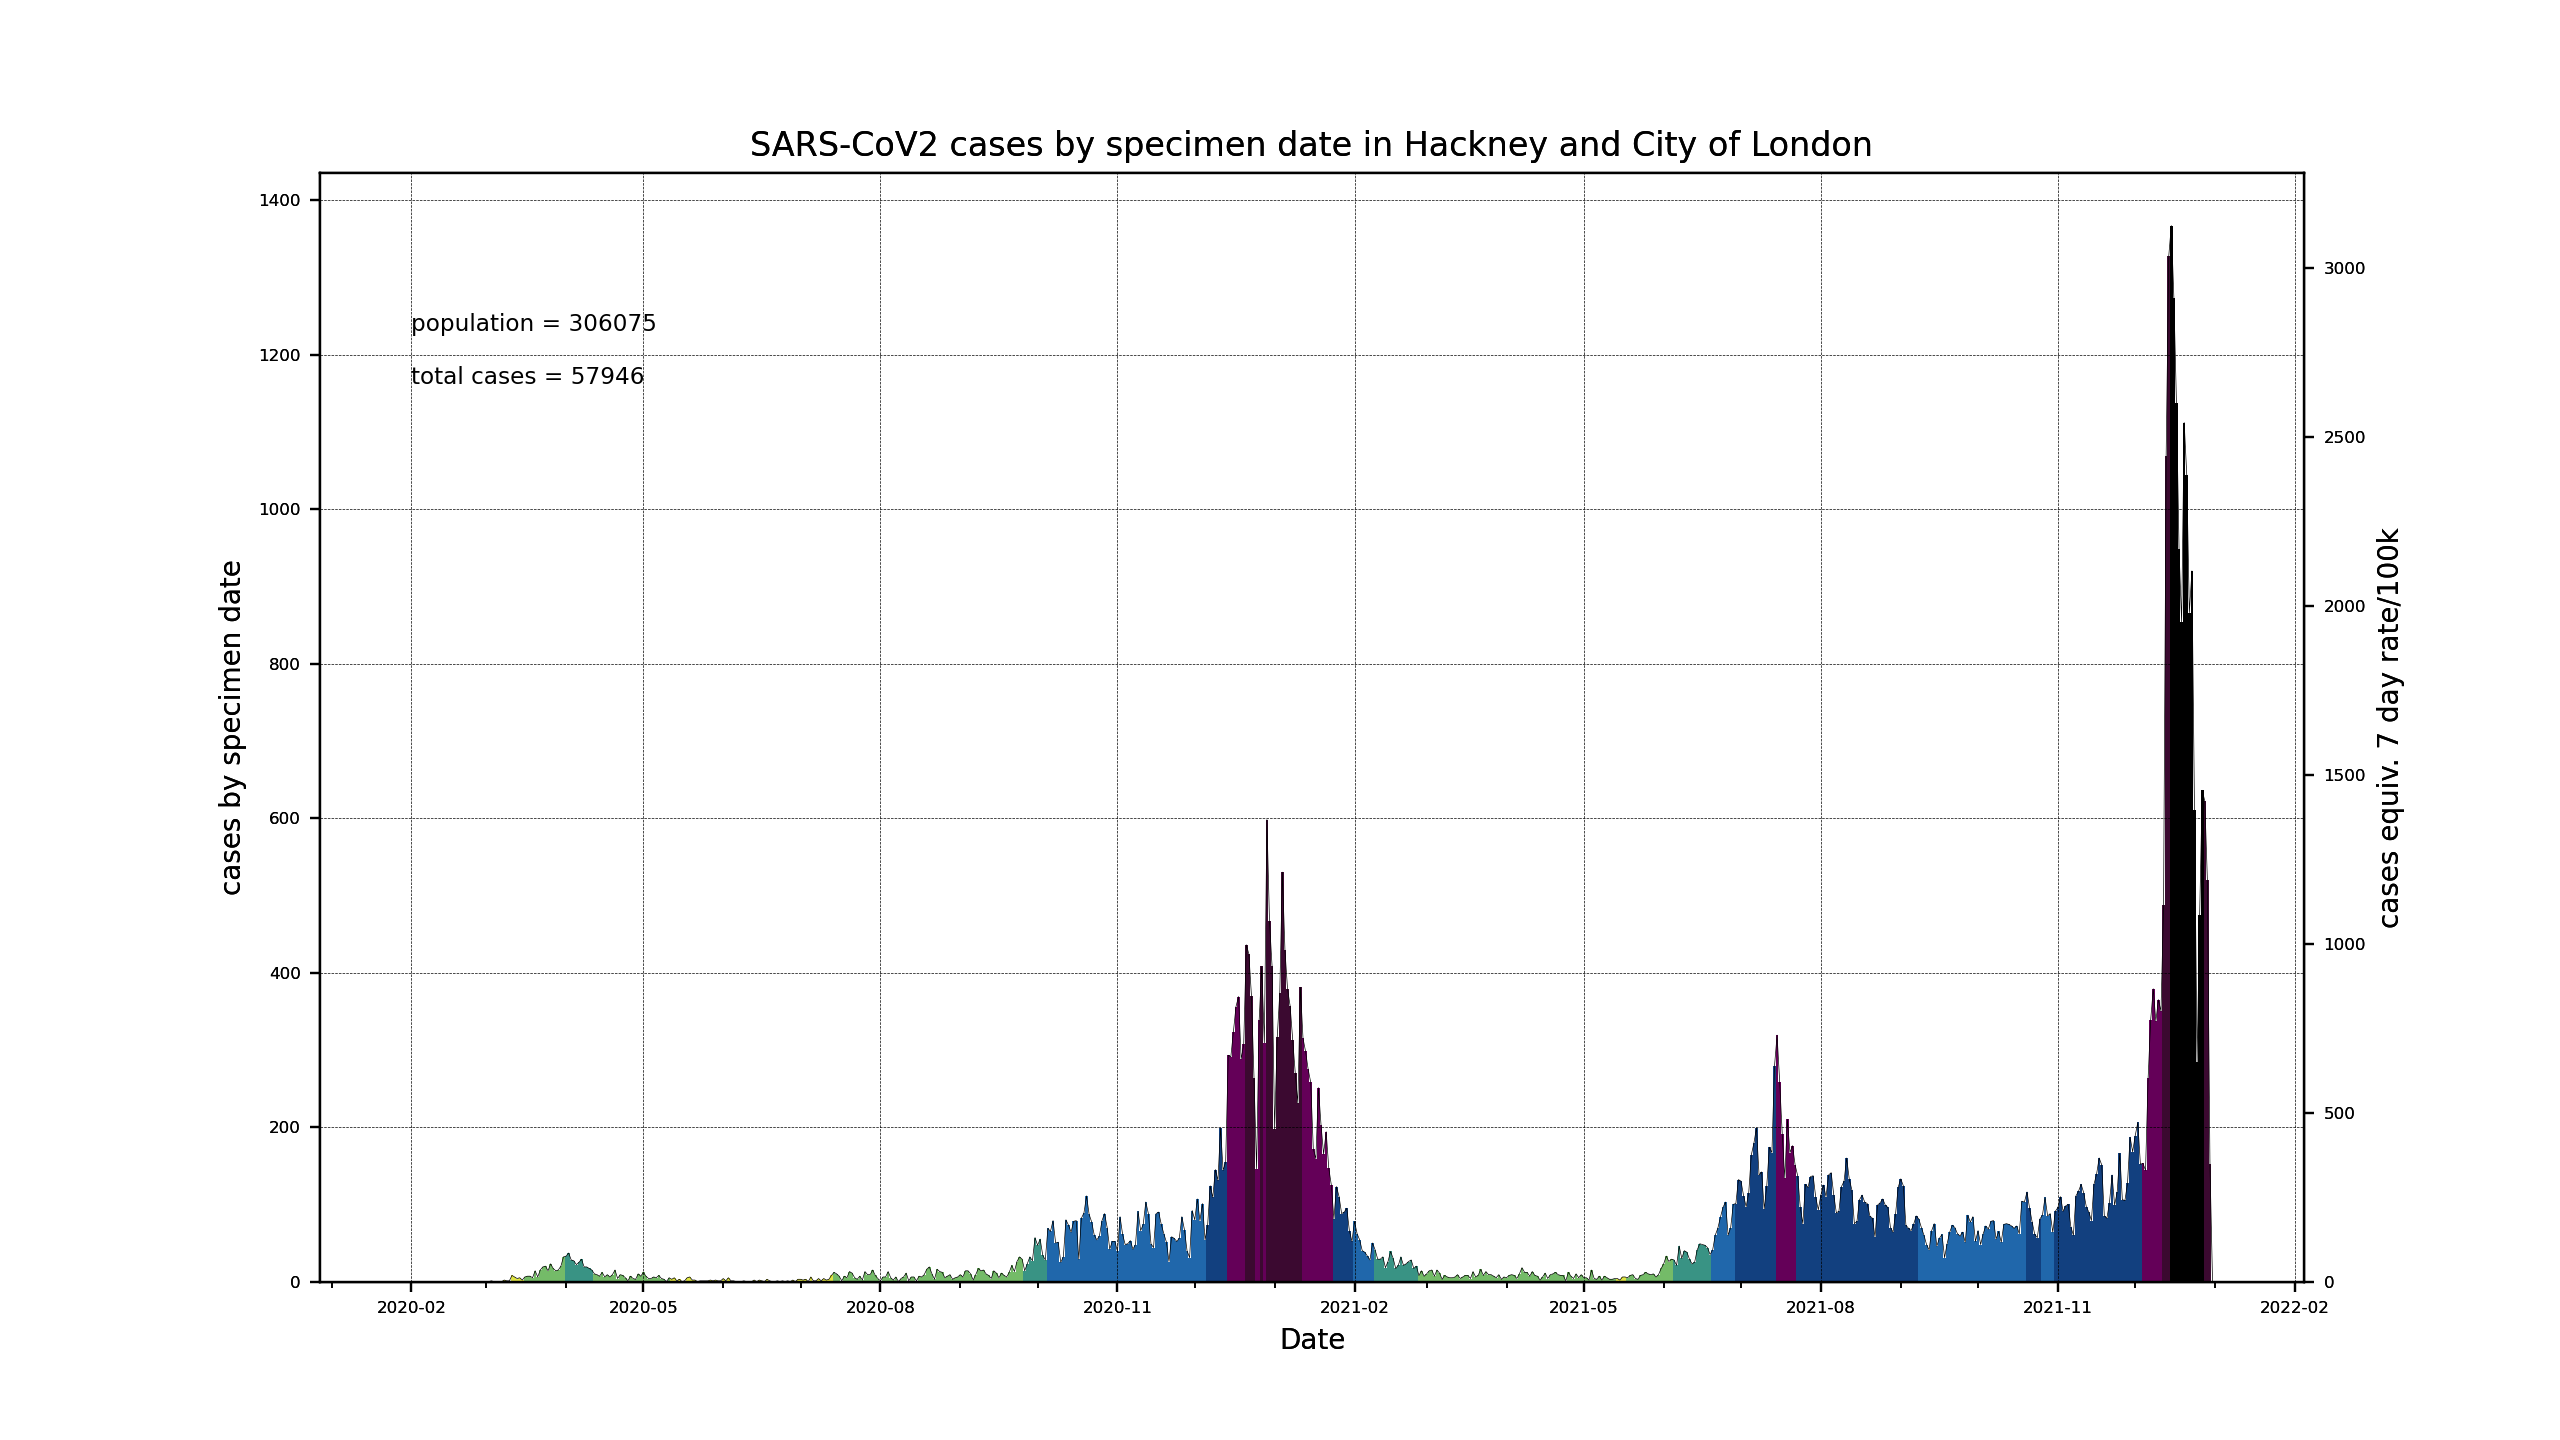 SARS-CoV2 cases by specimen date in Hackney and City of London
population = 306075
total cases = 57946
cases by specimen date
1400
1200
1000
800
600
400
200
0
cases equiv. 7 day rate/100k
3000
2500
2000
1500
1000
500
0
2020-02 2020-05 2020-08 2020-11 2021-02 2021-05 2021-08 2021-11 2022-02
Date